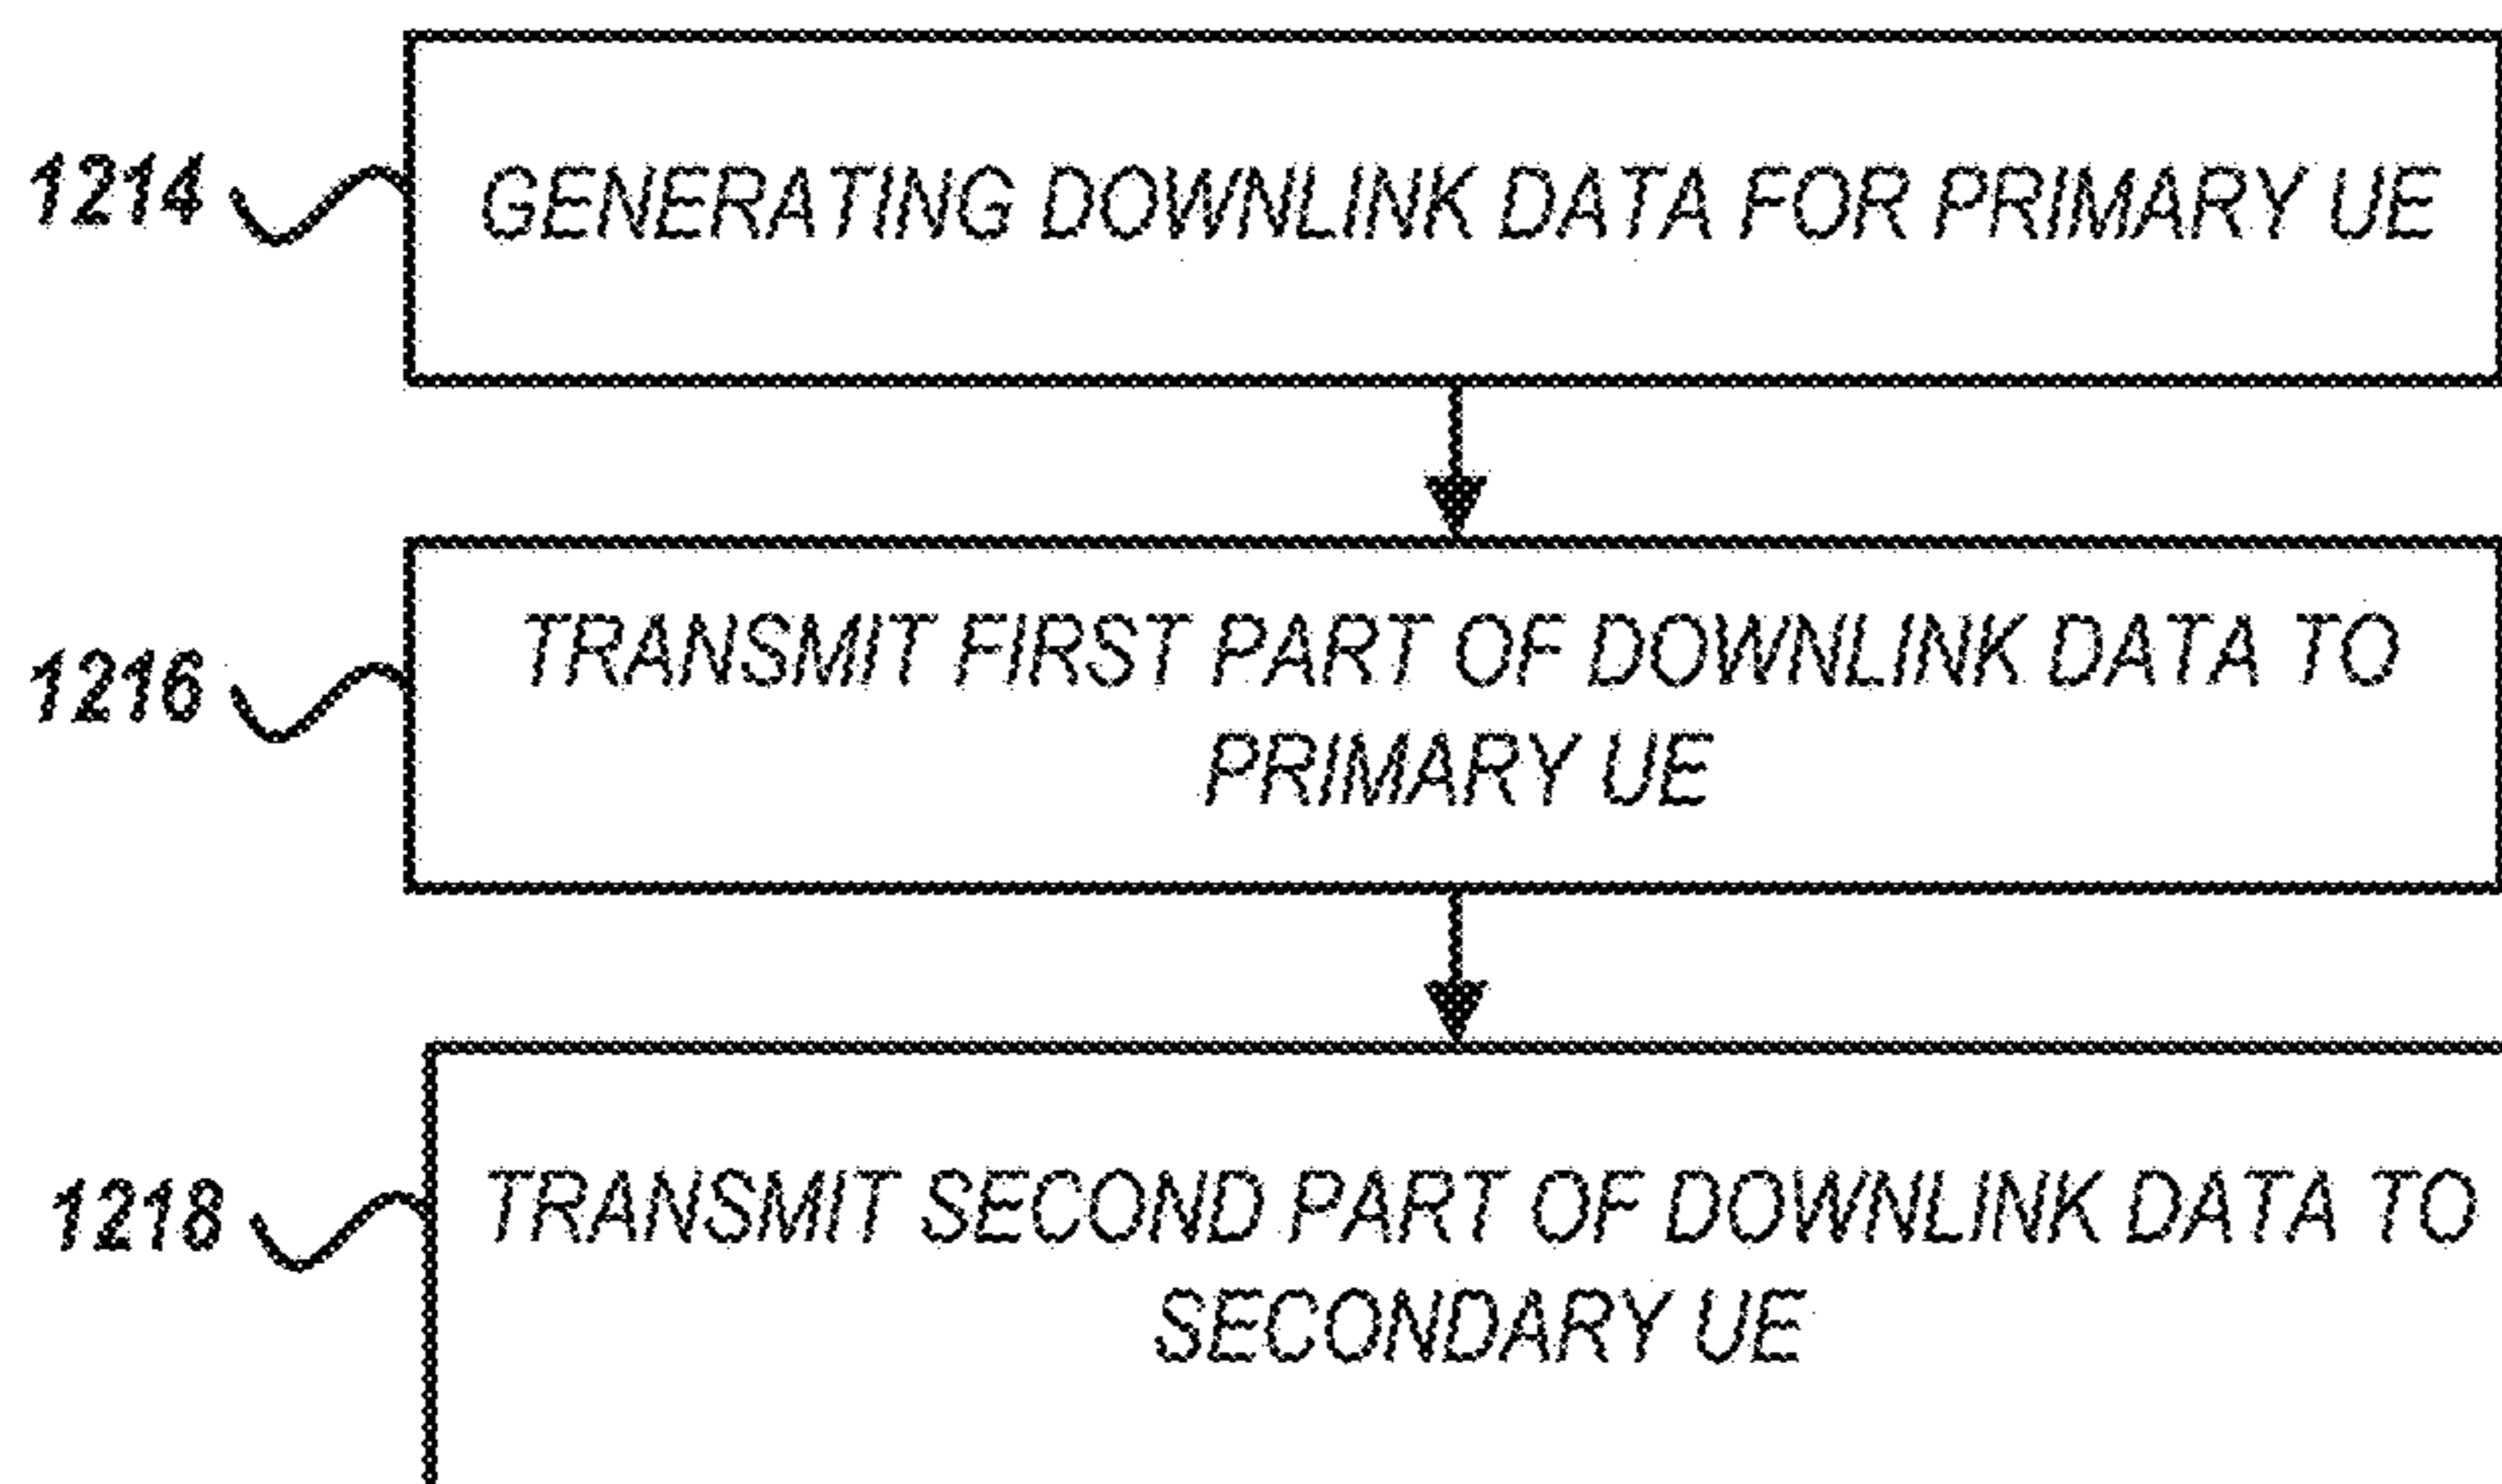 1214 GENERATING DOWNLINK DATA FOR PRIMARY UE
1216 TRANSMIT FIRST PART OF DOWNLINK DATA TO
PRIMARY UE
1218 TRANSMIT SECOND PART OF DOWNLINK DATA TO
SECONDARY UE